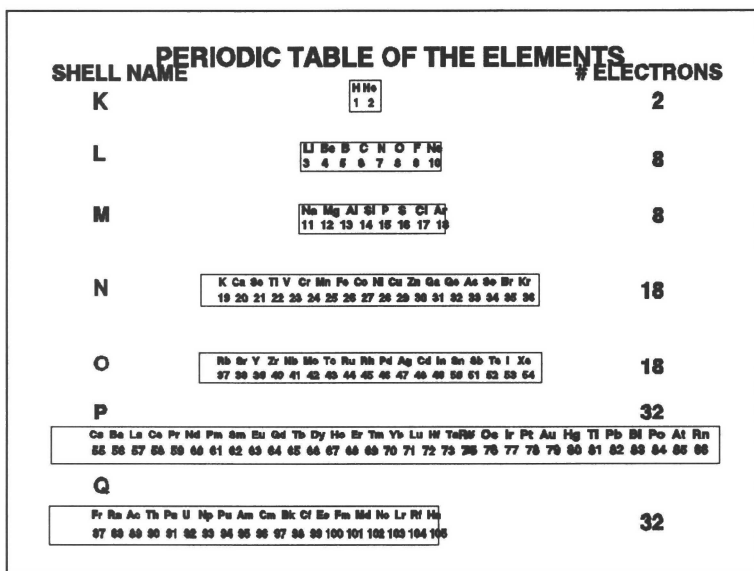 PERIODIC TABLE OF THE ELEMENTS
SHELL NAME # ELECTRONS
K 2
H He
1 2
L 8
Li Be B C N O F Ne
3 4 5 6 7 8 9 10
M 8
Na Mg Al Si P S Cl Ar
11 12 13 14 15 16 17 18
N 18
K Ca Sc Ti V Cr Mn Fe Co Ni Cu Zn Ga Ge As Se Br Kr
19 20 21 22 23 24 25 26 27 28 29 30 31 32 33 34 35 36
O 18
Rb Sr Y Zr Nb Mo Tc Ru Rh Pd Ag Cd In Sn Sb Te I Xe
37 38 39 40 41 42 43 44 45 46 47 48 49 50 51 52 53 54
P 32
Cs Ba La Ce Pr Nd Pm Sm Eu Gd Tb Dy Ho Er Tm Yb Lu Hf Ta Os Ir Pt Au Hg Tl Pb Bi Po At Rn
55 56 57 58 59 60 61 62 63 64 65 66 67 68 69 70 71 72 73 76 77 78 79 80 81 82 83 84 85 86
Q 32
Fr Ra Ac Th Pa U Np Pu Am Cm Bk Cf Es Fm Md No Lr Rf Ha
87 88 89 90 91 92 93 94 95 96 97 98 99 100 101 102 103 104 105